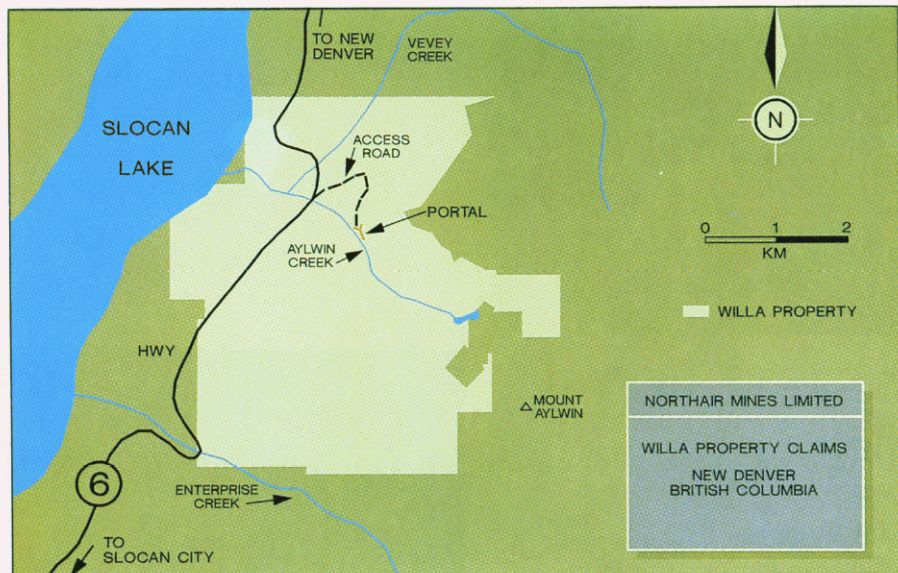 TO NEW
DENVER
VEVEY
CREEK
SLOCAN
LAKE
ACCESS
ROAD
N
PORTAL
0 1 2
KM
AYLWIN
CREEK
WILLA PROPERTY
HWY
MOUNT
AYLWIN
NORTHAIR MINES LIMITED
WILLA PROPERTY CLAIMS
NEW DENVER
BRITISH COLUMBIA
6
ENTERPRISE
CREEK
TO
SLOCAN CITY